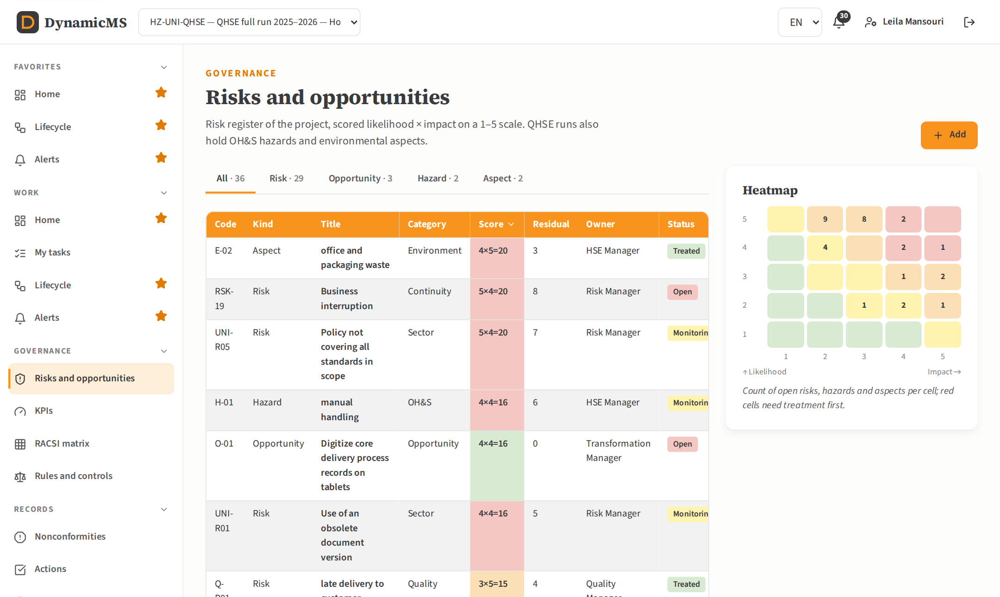 DynamicMS
HZ-UNI-QHSE — QHSE full run 2025–2026 — Ho
EN
30
Leila Mansouri
FAVORITES
Home
Lifecycle
Alerts
WORK
Home
My tasks
Lifecycle
Alerts
GOVERNANCE
Risks and opportunities
KPIs
RACSI matrix
Rules and controls
RECORDS
Nonconformities
Actions
GOVERNANCE
Risks and opportunities
Risk register of the project, scored likelihood × impact on a 1–5 scale. QHSE runs also
hold OH&S hazards and environmental aspects.
Add
All · 36 Risk · 29 Opportunity · 3 Hazard · 2 Aspect · 2
Code Kind Title Category Score Residual Owner Status
E-02 Aspect office and Environment 4×5=20 3 HSE Manager Treated
packaging waste
RSK- Risk Business Continuity 5×4=20 8 Risk Manager Open
19 interruption
UNI- Risk Policy not Sector 5×4=20 7 Risk Manager Monitorin
R05 covering all
standards in
scope
H-01 Hazard manual OH&S 4×4=16 6 HSE Manager Monitorin
handling
O-01 Opportunity Digitize core Opportunity 4×4=16 0 Transformation Open
delivery process Manager
records on
tablets
UNI- Risk Use of an Sector 4×4=16 5 Risk Manager Monitorin
R01 obsolete
document
version
Q- Risk late delivery to Quality 3×5=15 4 Quality Treated
Heatmap
5 9 8 2
4 4 2 1
3 1 2
2 1 2 1
1
1 2 3 4 5
↑ Likelihood Impact →
Count of open risks, hazards and aspects per cell; red
cells need treatment first.